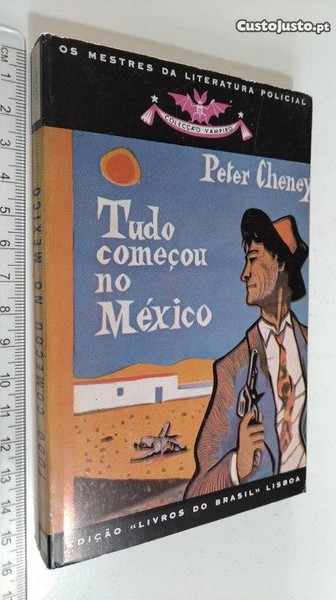 CustoJusto.pt
OS MESTRES DA LITERATURA POLICIAL
COLECÇÃO VAMPIRO
Peter Cheney
Tudo
começou
no
México
EDIÇÃO «LIVROS DO BRASIL» LISBOA
TUDO COMEÇOU NO MÉXICO
cm 1 2 3 4 5 6 7 8 9 10 11 12 13 14 15 16 17